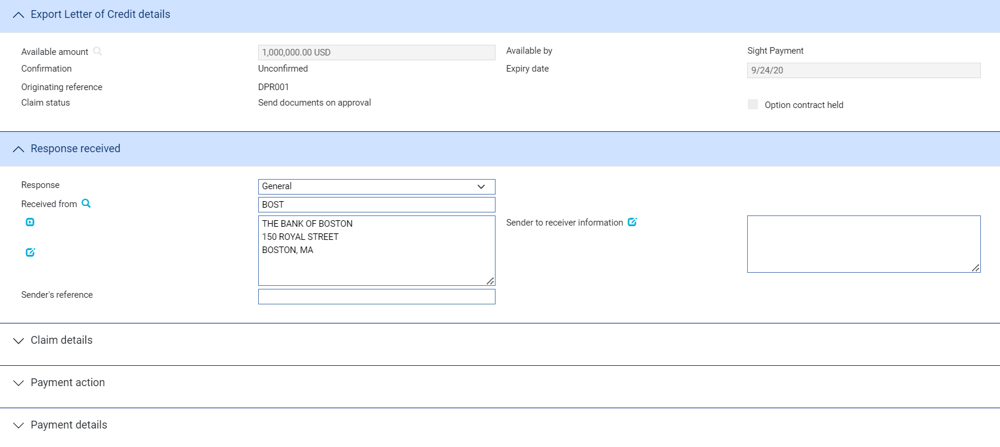 Export Letter of Credit details
Available amount 1,000,000.00 USD Available by Sight Payment
Confirmation Unconfirmed Expiry date 9/24/20
Originating reference DPR001
Claim status Send documents on approval Option contract held
Response received
Response General
Received from BOST
THE BANK OF BOSTON Sender to receiver information
150 ROYAL STREET
BOSTON, MA
Sender's reference
Claim details
Payment action
Payment details